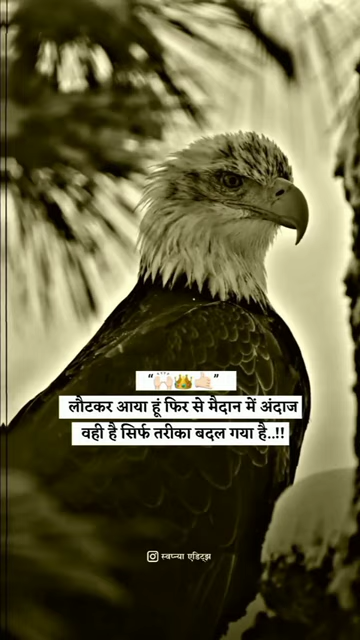 “🙌🏻👑🤙🏻”
लौटकर आया हूं फिर से मैदान में अंदाज
वही है सिर्फ तरीका बदल गया है..!!
स्वप्न्या एडिट्झ